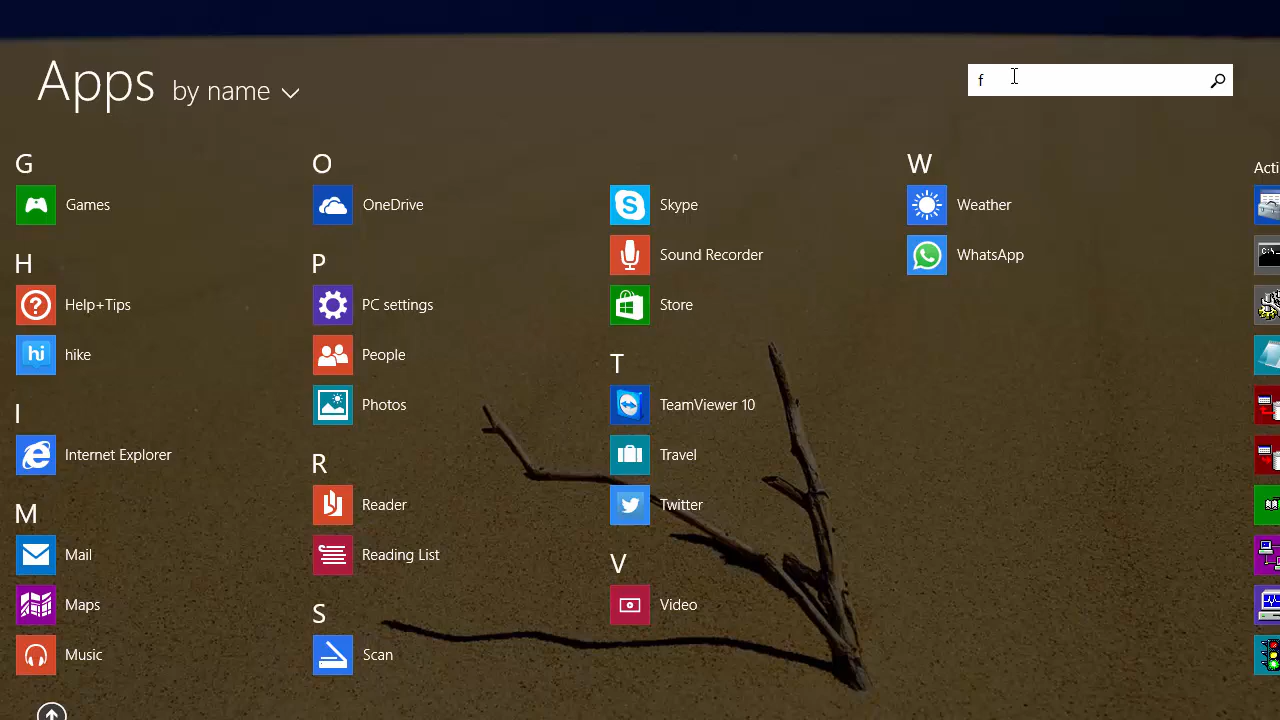 Apps by name
f
G
Games
H
Help+Tips
hike
I
Internet Explorer
M
Mail
Maps
Music
O
OneDrive
P
PC settings
People
Photos
R
Reader
Reading List
S
Scan
Skype
Sound Recorder
Store
T
TeamViewer 10
Travel
Twitter
V
Video
W
Weather
WhatsApp
Acti